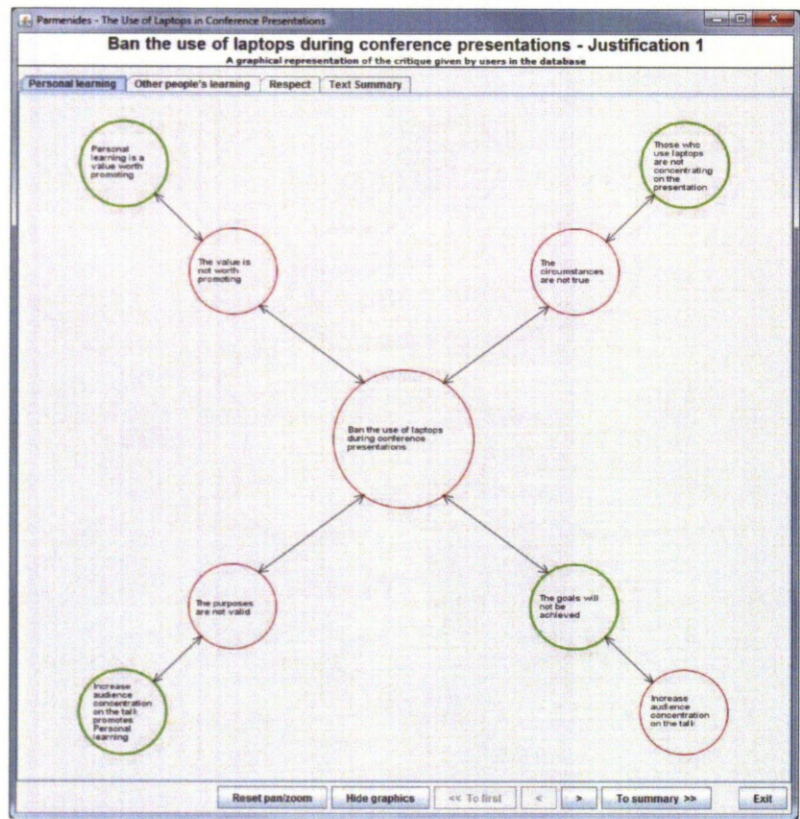 Parmenides - The Use of Laptops in Conference Presentations
Ban the use of laptops during conference presentations - Justification 1
A graphical representation of the critique given by users in the database
Personal learning
Other people's learning
Respect
Text Summary
Personal
learning is a
value worth
promoting
Those who
use laptops
are not
concentrating
on the
presentation
The value is
not worth
promoting
The
circumstances
are not true
Ban the use of laptops
during conference
presentations
The purposes
are not valid
The goals will
not be
achieved
Increase
audience
concentration
on the talk
promotes
Personal
learning
Increase
audience
concentration
on the talk
Reset pan/zoom
Hide graphics
<< To first
<
>
To summary >>
Exit